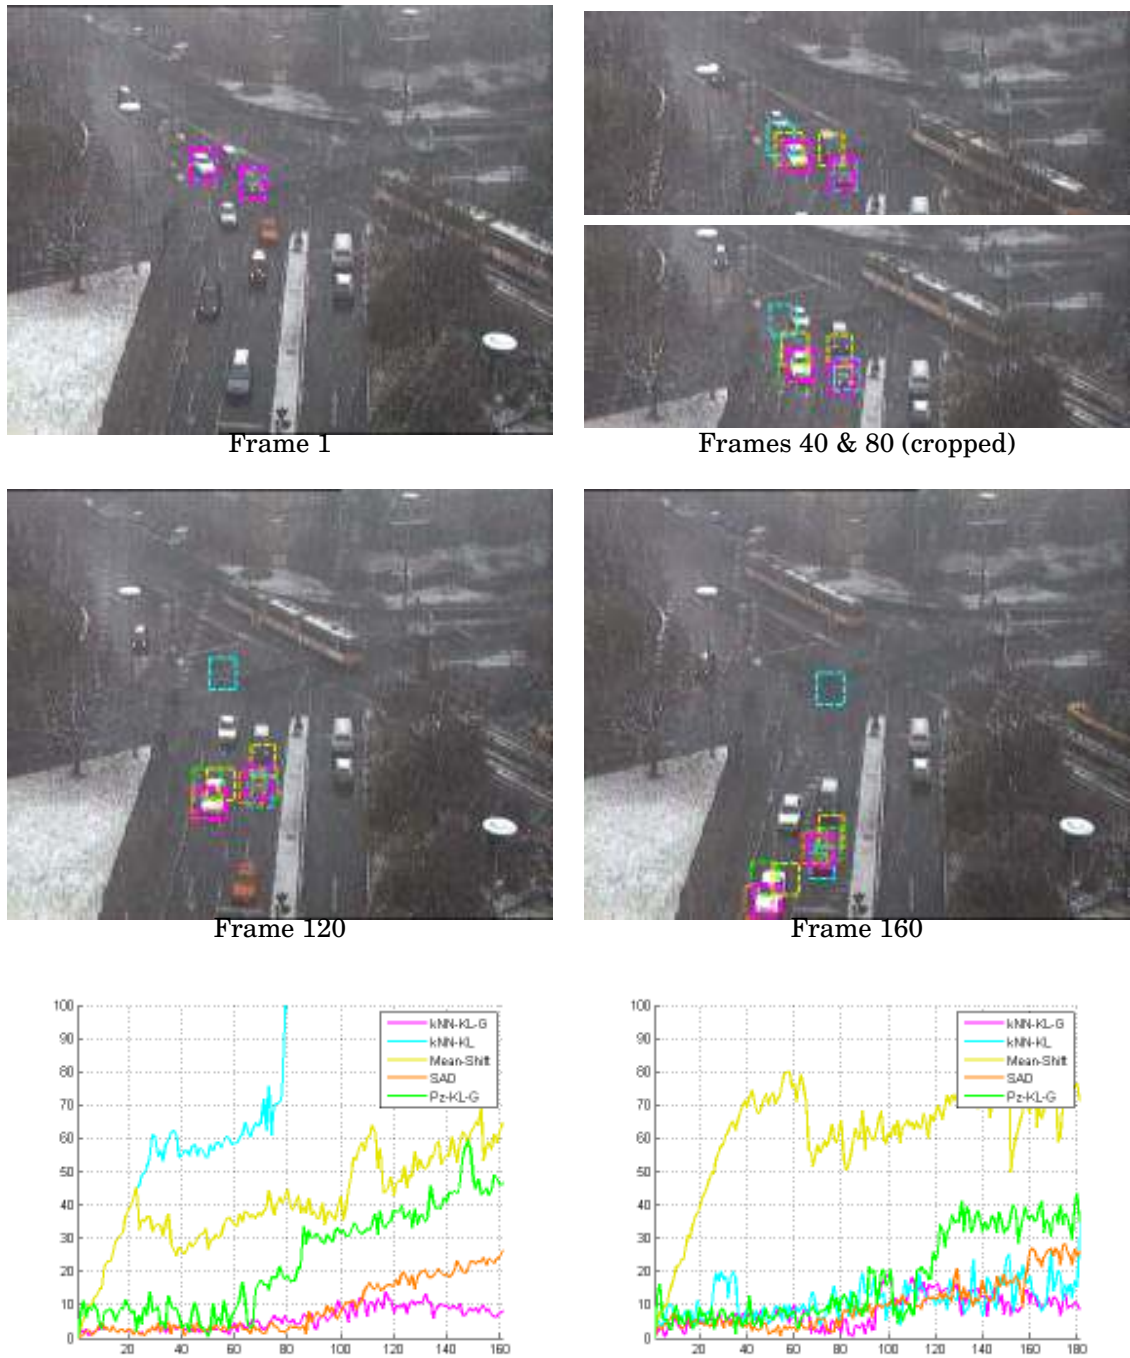 Frame 1
Frames 40 & 80 (cropped)
Frame 120
Frame 160
100
90
80
70
60
50
40
30
20
10
0
20 40 60 80 100 120 140 160
kNN-KL-G
kNN-KL
Mean-Shift
SAD
Pz-KL-G
100
90
80
70
60
50
40
30
20
10
0
20 40 60 80 100 120 140 160 180
kNN-KL-G
kNN-KL
Mean-Shift
SAD
Pz-KL-G